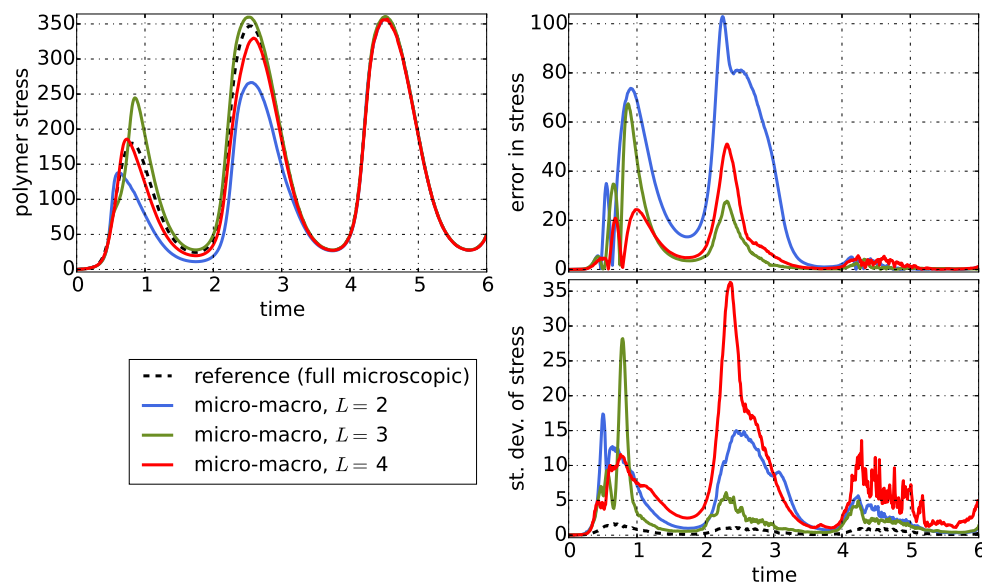 350
300
250
200
150
100
50
0
polymer stress
0 1 2 3 4 5 6
time
100
80
60
40
20
0
error in stress
reference (full microscopic)
micro-macro, L = 2
micro-macro, L = 3
micro-macro, L = 4
35
30
25
20
15
10
5
0
st. dev. of stress
0 1 2 3 4 5 6
time